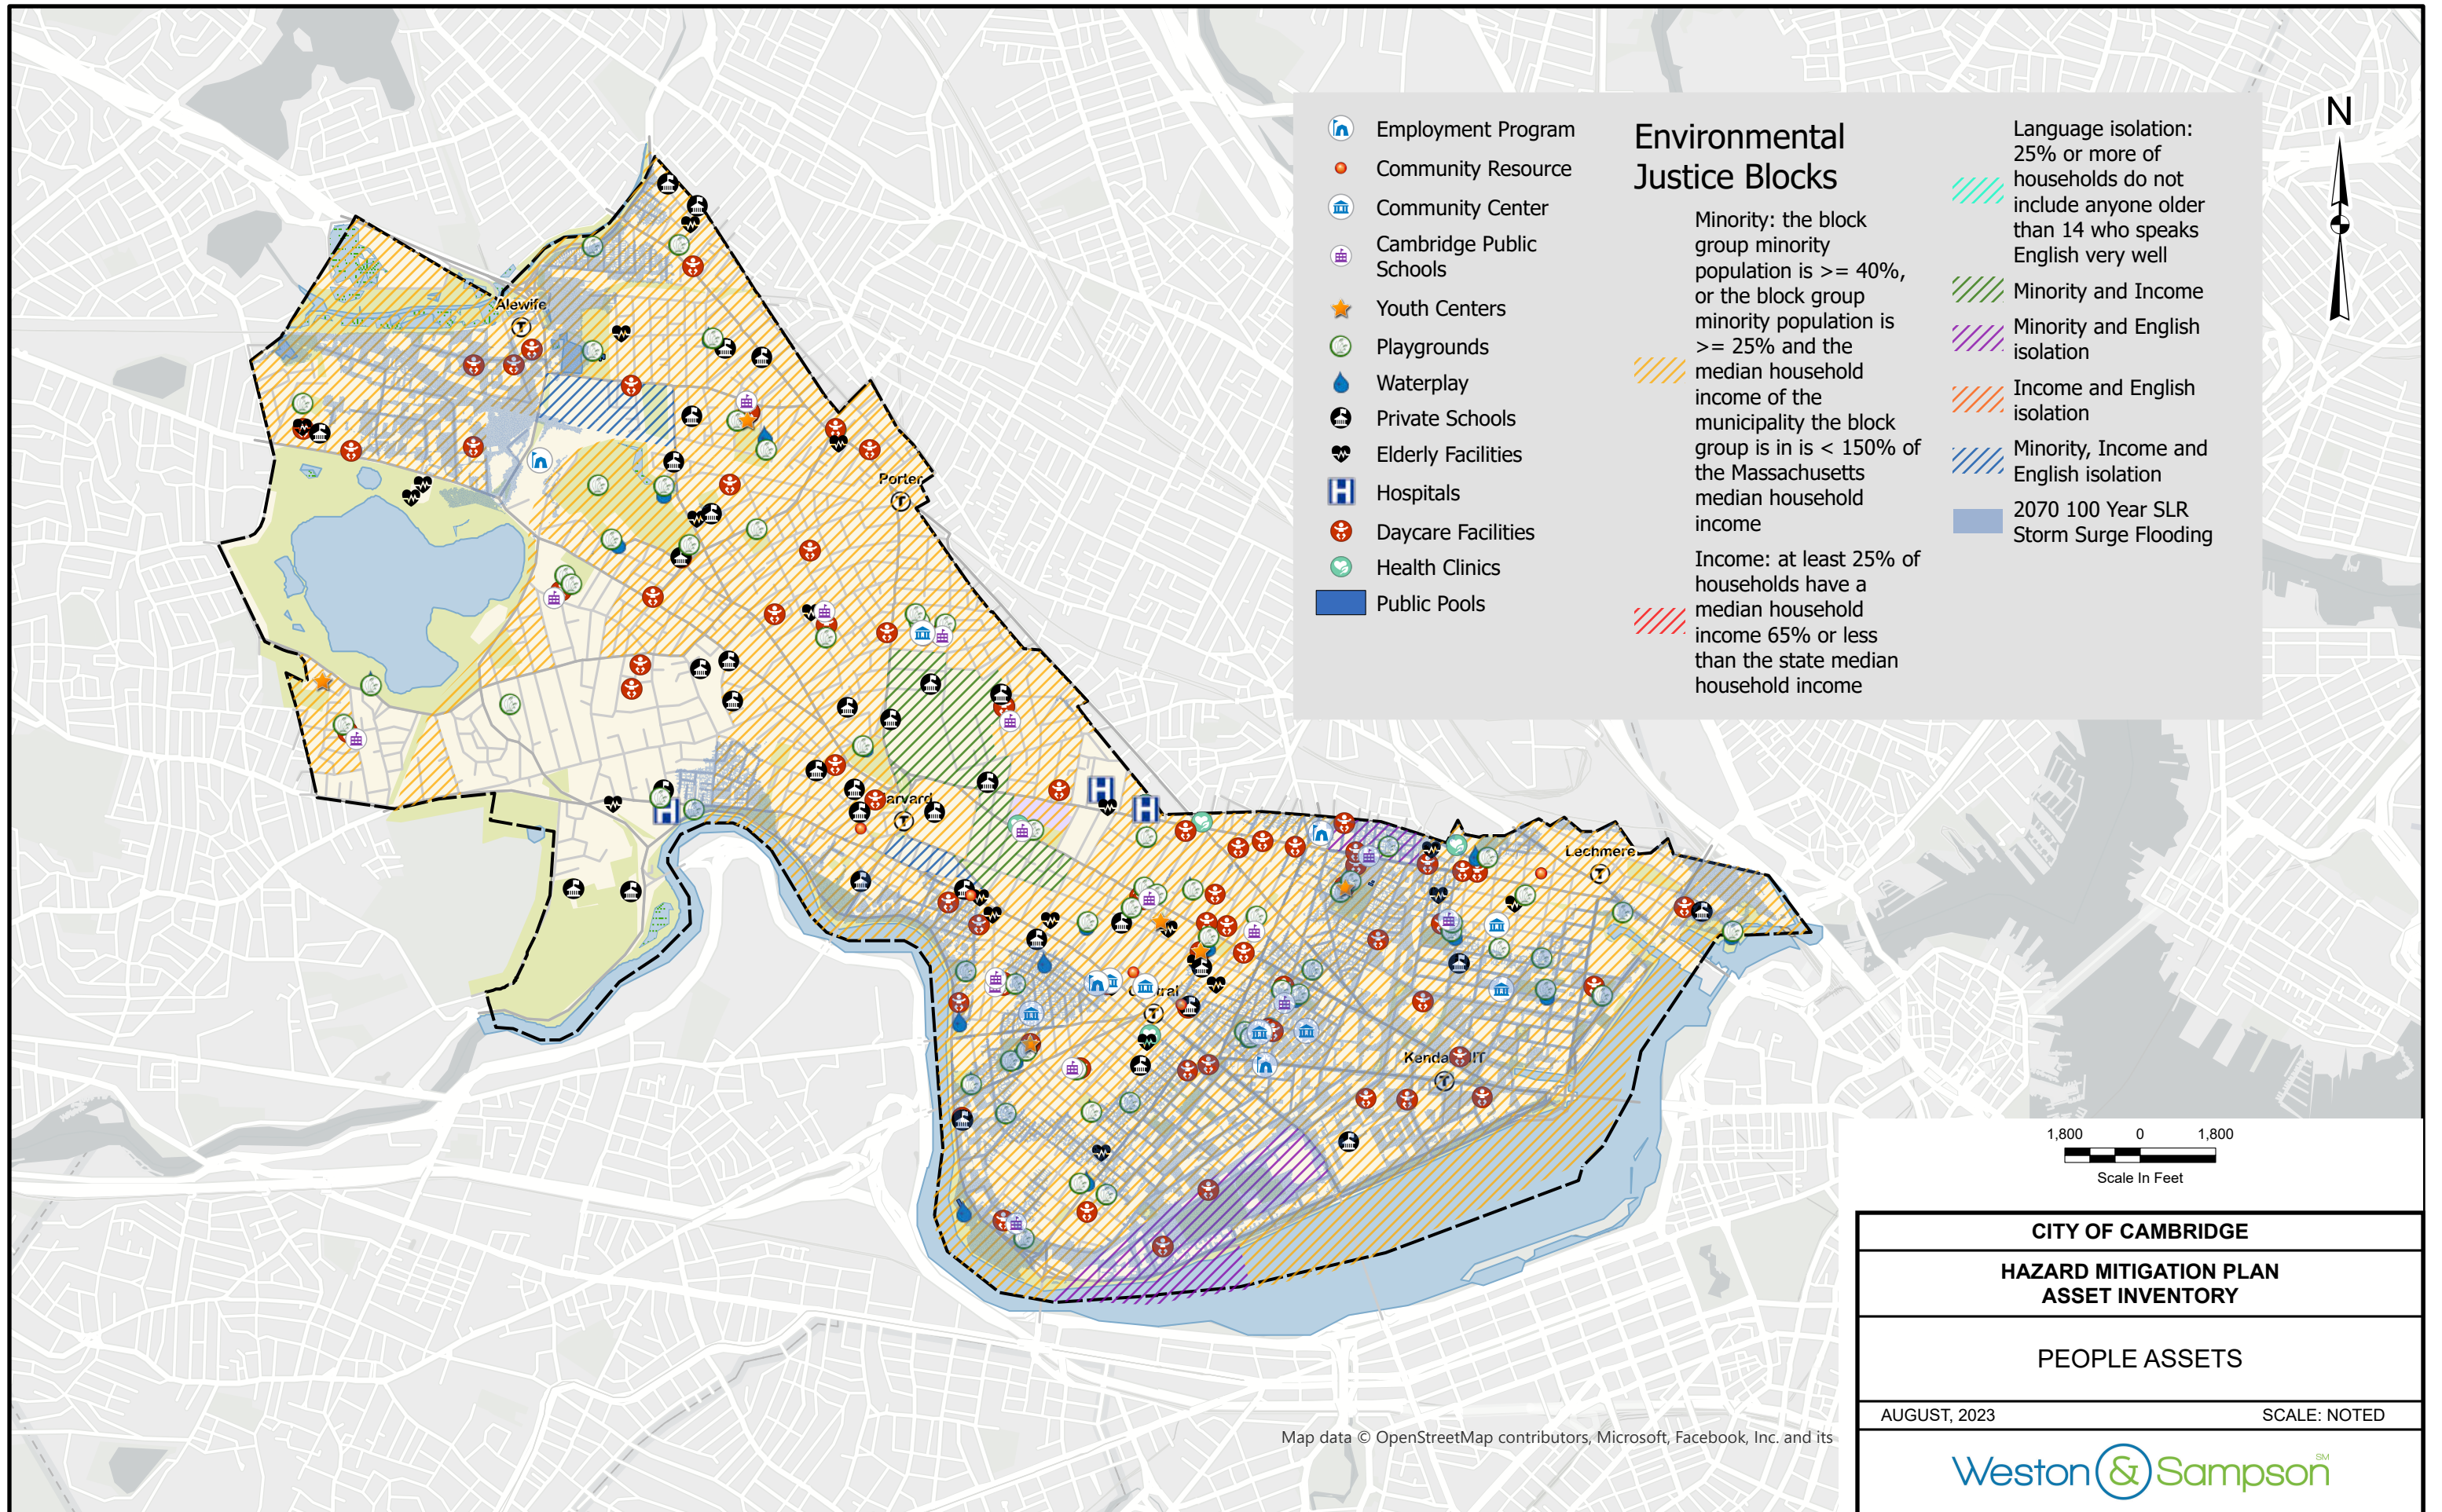 Employment Program
Community Resource
Community Center
Cambridge Public
Schools
Youth Centers
Playgrounds
Waterplay
Private Schools
Elderly Facilities
Hospitals
Daycare Facilities
Health Clinics
Public Pools
Environmental
Justice Blocks
Minority: the block
group minority
population is >= 40%,
or the block group
minority population is
>= 25% and the
median household
income of the
municipality the block
group is in is < 150% of
the Massachusetts
median household
income
Income: at least 25% of
households have a
median household
income 65% or less
than the state median
household income
Language isolation:
25% or more of
households do not
include anyone older
than 14 who speaks
English very well
Minority and Income
Minority and English
isolation
Income and English
isolation
Minority, Income and
English isolation
2070 100 Year SLR
Storm Surge Flooding
N
Alewife
T
Porter
T
Harvard
T
Lechmere
T
Central
T
Kendall/MIT
T
1,800 0 1,800
Scale In Feet
CITY OF CAMBRIDGE
HAZARD MITIGATION PLAN
ASSET INVENTORY
PEOPLE ASSETS
AUGUST, 2023 SCALE: NOTED
Weston & Sampson SM
Map data © OpenStreetMap contributors, Microsoft, Facebook, Inc. and its